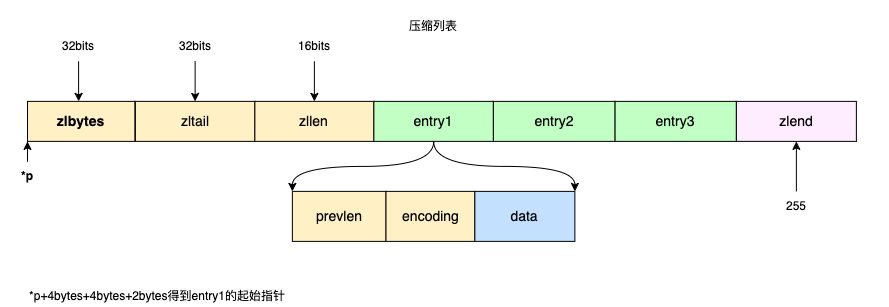 压缩列表
32bits
32bits
16bits
zlbytes
zltail
zllen
entry1
entry2
entry3
zlend
*p
255
prevlen
encoding
data
*p+4bytes+4bytes+2bytes得到entry1的起始指针